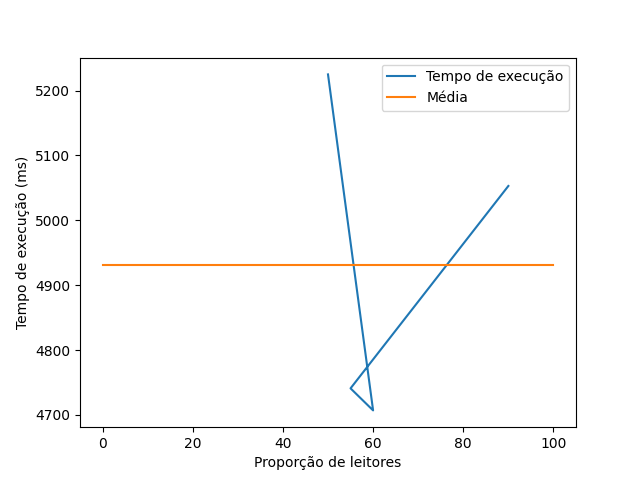 Tempo de execução
Média
5200
5100
5000
4900
4800
4700
Tempo de execução (ms)
0 20 40 60 80 100
Proporção de leitores